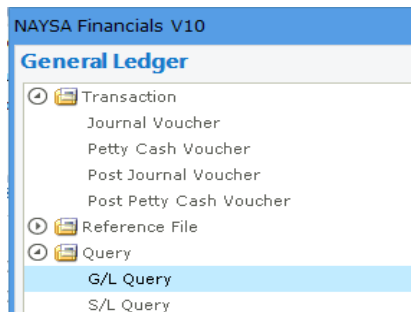 NAYSA Financials V10
General Ledger
Transaction
Journal Voucher
Petty Cash Voucher
Post Journal Voucher
Post Petty Cash Voucher
Reference File
Query
G/L Query
S/L Query